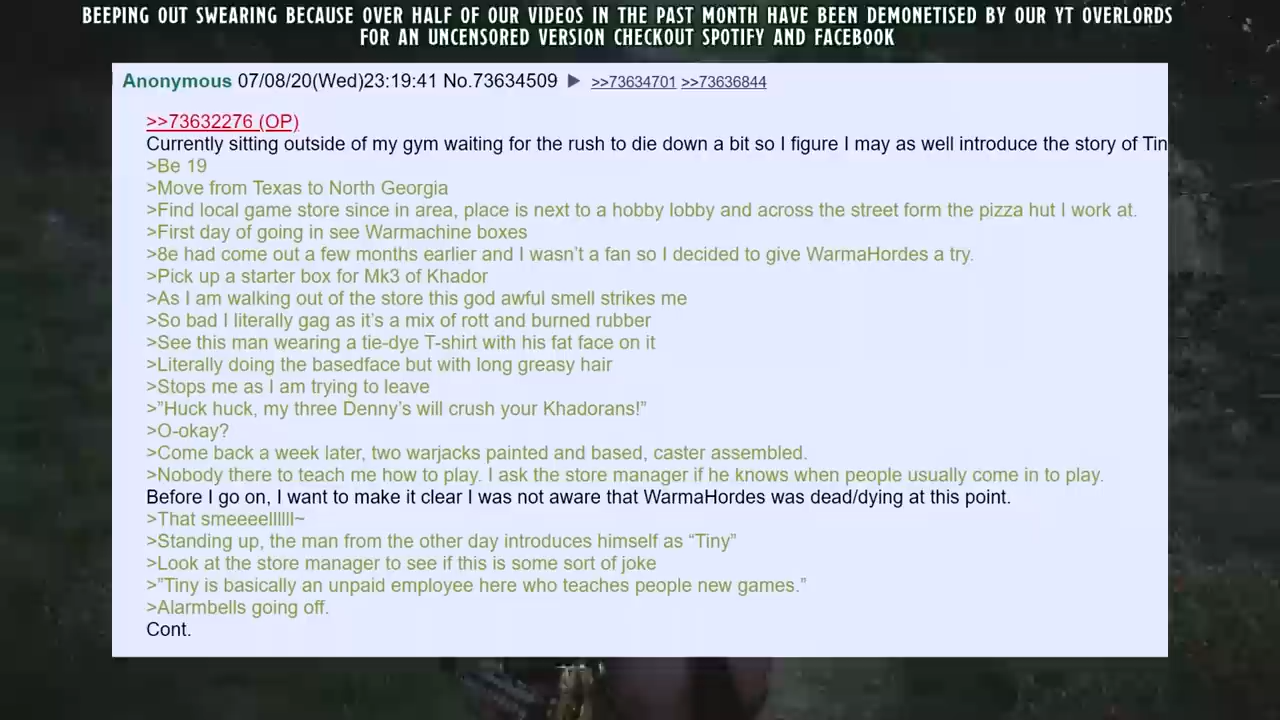 BEEPING OUT SWEARING BECAUSE OVER HALF OF OUR VIDEOS IN THE PAST MONTH HAVE BEEN DEMONETISED BY OUR YT OVERLORDS
FOR AN UNCENSORED VERSION CHECKOUT SPOTIFY AND FACEBOOK
Anonymous 07/08/20(Wed)23:19:41 No.73634509 ▶ >>73634701 >>73636844
>>73632276 (OP)
Currently sitting outside of my gym waiting for the rush to die down a bit so I figure I may as well introduce the story of Tin
>Be 19
>Move from Texas to North Georgia
>Find local game store since in area, place is next to a hobby lobby and across the street form the pizza hut I work at.
>First day of going in see Warmachine boxes
>8e had come out a few months earlier and I wasn't a fan so I decided to give WarmaHordes a try.
>Pick up a starter box for Mk3 of Khador
>As I am walking out of the store this god awful smell strikes me
>So bad I literally gag as it's a mix of rott and burned rubber
>See this man wearing a tie-dye T-shirt with his fat face on it
>Literally doing the basedface but with long greasy hair
>Stops me as I am trying to leave
>"Huck huck, my three Denny's will crush your Khadorans!"
>O-okay?
>Come back a week later, two warjacks painted and based, caster assembled.
>Nobody there to teach me how to play. I ask the store manager if he knows when people usually come in to play.
Before I go on, I want to make it clear I was not aware that WarmaHordes was dead/dying at this point.
>That smeeeellllll~
>Standing up, the man from the other day introduces himself as “Tiny”
>Look at the store manager to see if this is some sort of joke
>"Tiny is basically an unpaid employee here who teaches people new games.”
>Alarmbells going off.
Cont.